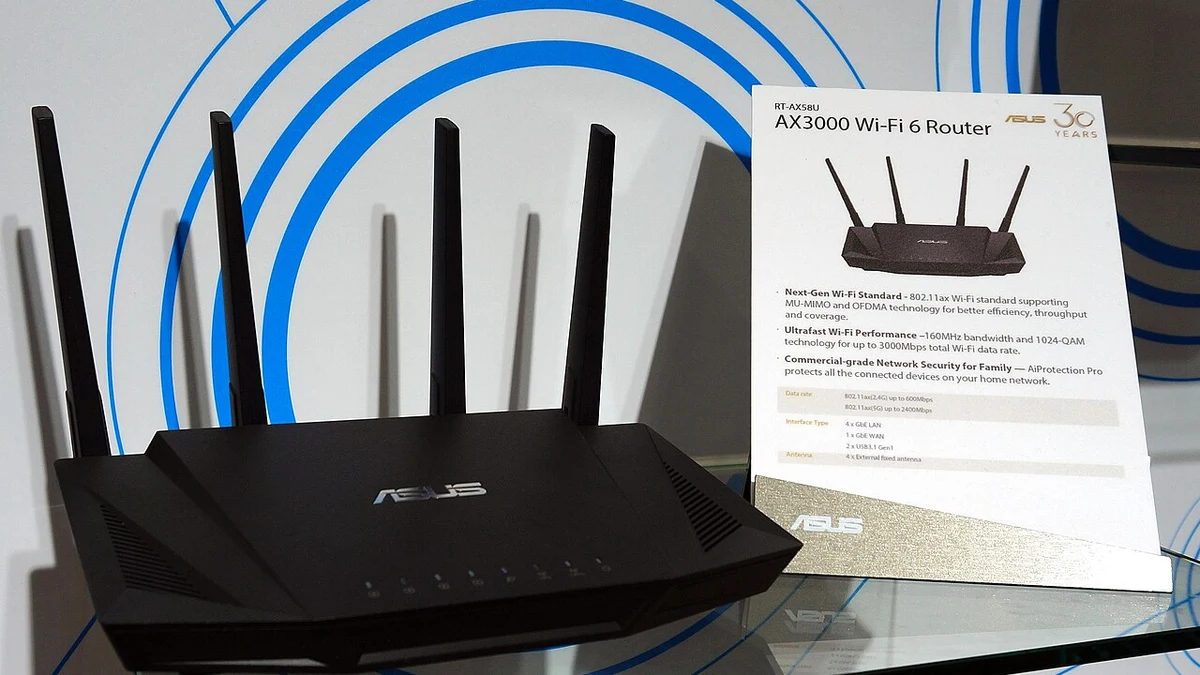 ASUS
RT-AX58U
AX3000 Wi-Fi 6 Router
ASUS 30 YEARS
ASUS
· Next-Gen Wi-Fi Standard - 802.11ax Wi-Fi standard supporting
MU-MIMO and OFDMA technology for better efficiency, throughput
and coverage.
· Ultrafast Wi-Fi Performance –160MHz bandwidth and 1024-QAM
technology for up to 3000Mbps total Wi-Fi data rate.
· Commercial-grade Network Security for Family — AiProtection Pro
protects all the connected devices on your home network.
Data rate 802.11ax(2.4G) up to 600Mbps
802.11ax(5G) up to 2400Mbps
Interface Type 4 x GbE LAN
1 x GbE WAN
2 x USB3.1 Gen1
Antenna 4 x External fixed antenna
ASUS